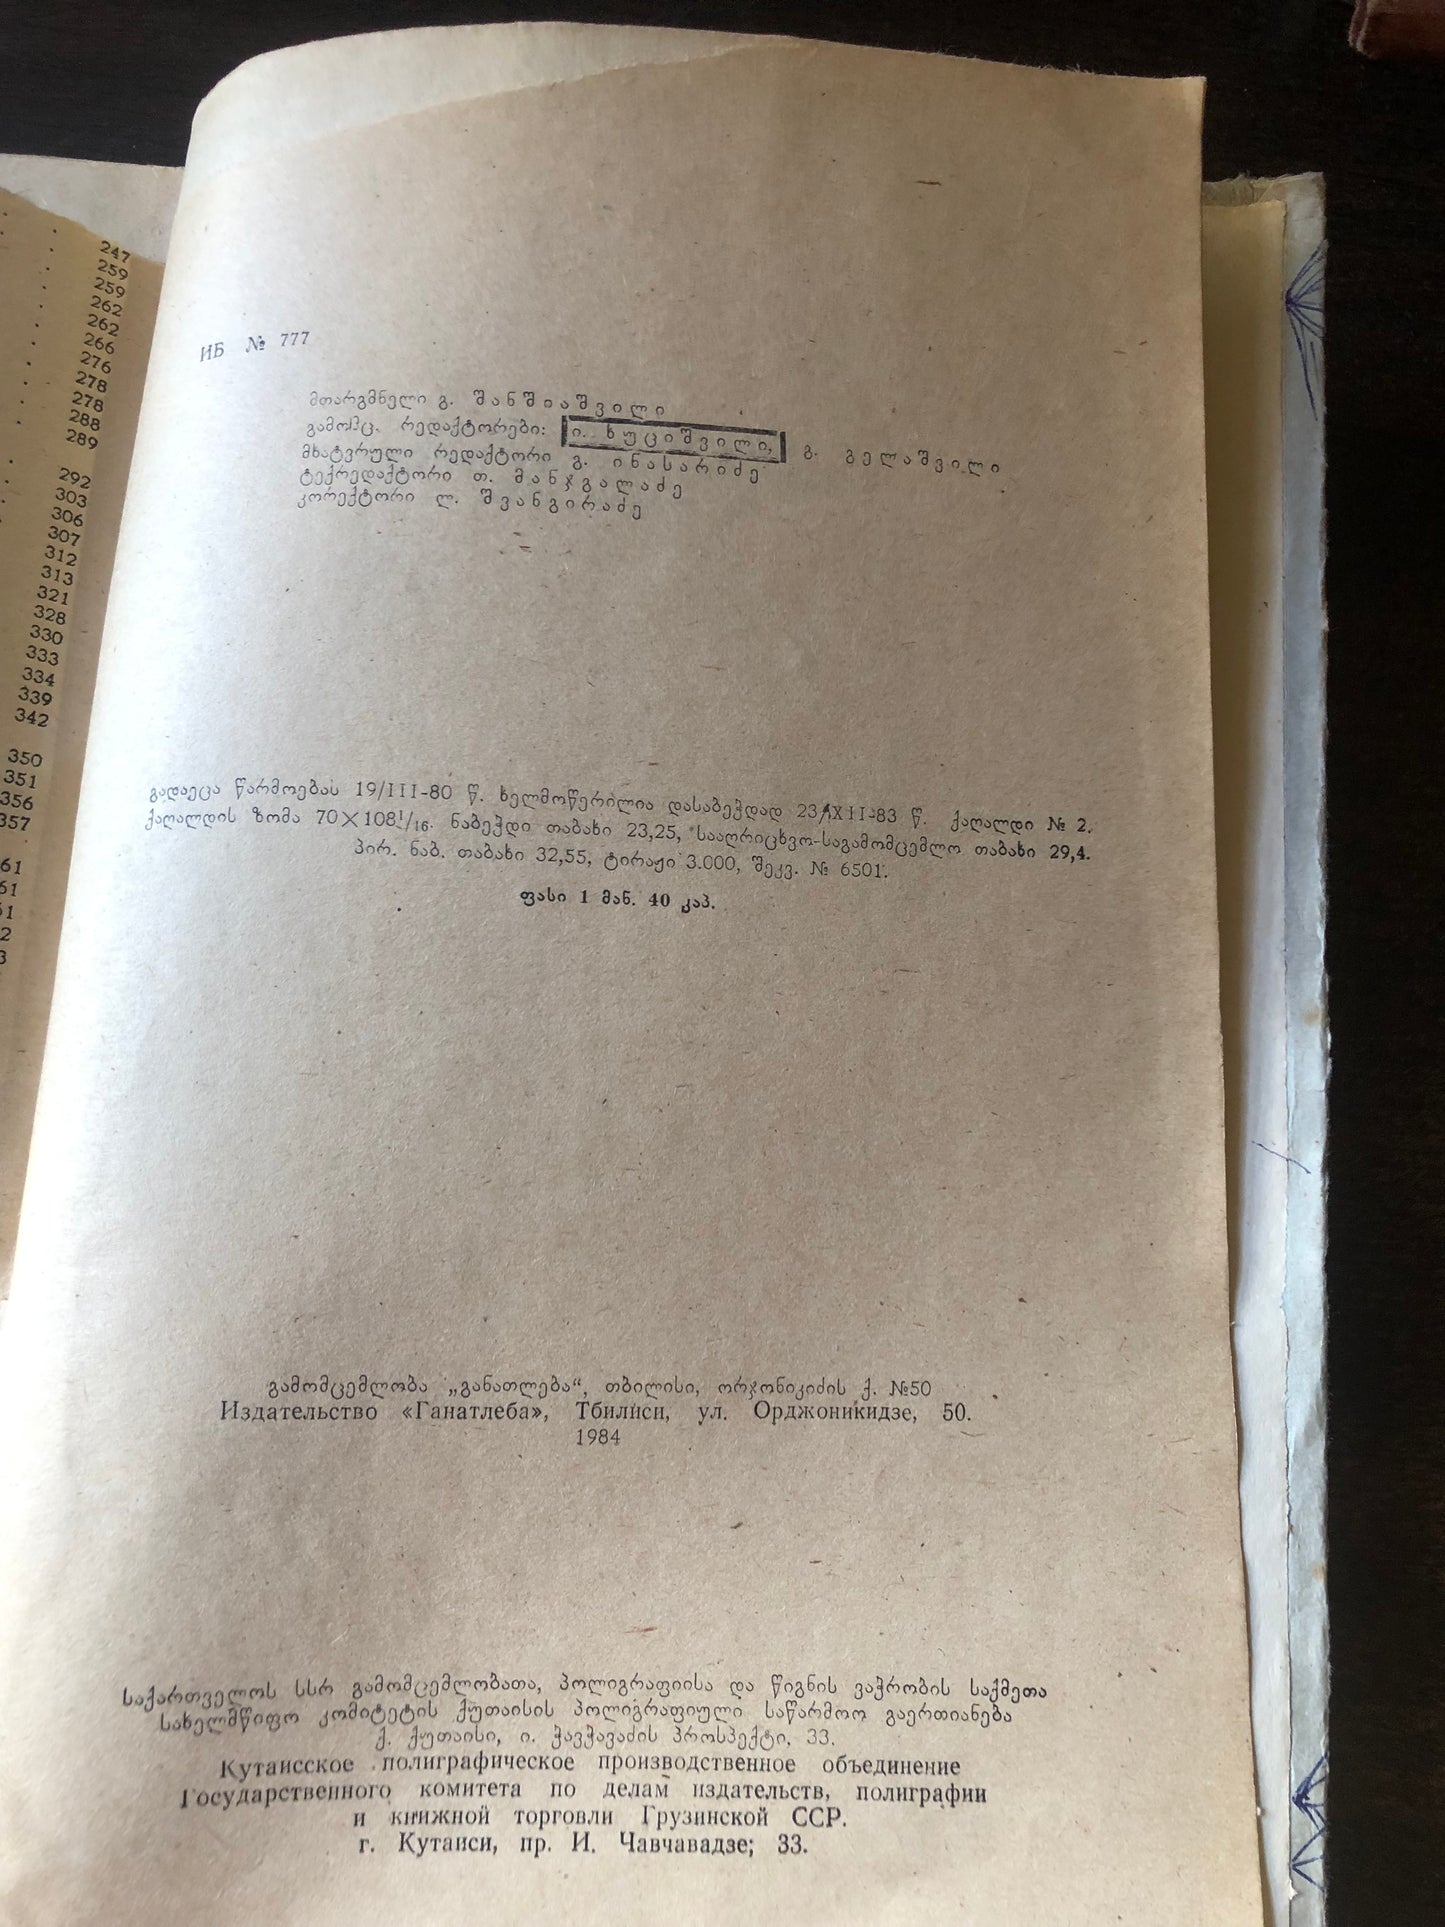 247
259
259
262
262
266
276
278
278
288
289
292
303
306
307
312
313
321
328
330
333
334
339
342
350
351
356
357
61
61
51
2
3
ИБ № 777
მთარგმნელი გ. შანშიაშვილი
გამომც. რედაქტორები: ი. ხუციშვილი, გ. გელაშვილი
მხატვრული რედაქტორი გ. ინასარიძე
ტექრედაქტორი თ. მანჯგალაძე
კორექტორი ლ. შვანგირაძე
გადაეცა წარმოებას 19/III-80 წ. ხელმოწერილია დასაბეჭდად 23/XII-83 წ. ქაღალდი № 2.
ქაღალდის ზომა 70×108¹/₁₆. ნაბეჭდი თაბახი 23,25, სააღრიცხვო-საგამომცემლო თაბახი 29,4.
პირ. ნაბ. თაბახი 32,55, ტირაჟი 3.000, შეკვ. № 6501.
ფასი 1 მან. 40 კაპ.
გამომცემლობა „განათლება“, თბილისი, ორჯონიკიძის ქ. №50
Издательство «Ганатлеба», Тбилиси, ул. Орджоникидзе, 50.
1984
საქართველოს სსრ გამომცემლობათა, პოლიგრაფიისა და წიგნის ვაჭრობის საქმეთა
სახელმწიფო კომიტეტის ქუთაისის პოლიგრაფიული საწარმოო გაერთიანება
ქ. ქუთაისი, ი. ჭავჭავაძის პროსპექტი, 33.
Кутаисское полиграфическое производственное объединение
Государственного комитета по делам издательств, полиграфии
и книжной торговли Грузинской ССР.
г. Кутаиси, пр. И. Чавчавадзе; 33.